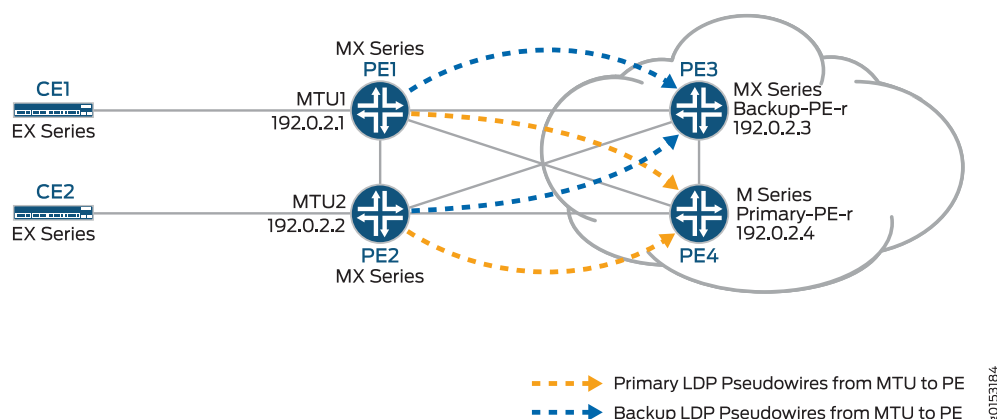 MX Series
PE1
CE1
EX Series
MTU1
192.0.2.1
PE3
MX Series
Backup-PE-r
192.0.2.3
CE2
EX Series
MTU2
192.0.2.2
PE2
MX Series
M Series
Primary-PE-r
192.0.2.4
PE4
Primary LDP Pseudowires from MTU to PE
Backup LDP Pseudowires from MTU to PE
g0153184